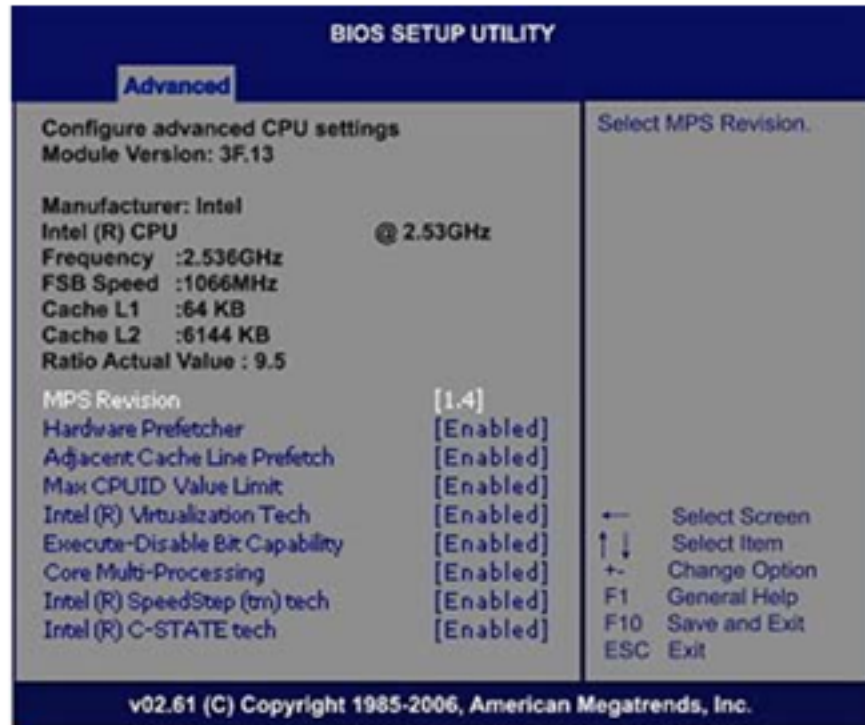 BIOS SETUP UTILITY
Advanced
Configure advanced CPU settings
Module Version: 3F.13
Manufacturer: Intel
Intel (R) CPU @ 2.53GHz
Frequency :2.536GHz
FSB Speed :1066MHz
Cache L1 :64 KB
Cache L2 :6144 KB
Ratio Actual Value : 9.5
MPS Revision [1.4]
Hardware Prefetcher [Enabled]
Adjacent Cache Line Prefetch [Enabled]
Max CPUID Value Limit [Enabled]
Intel (R) Virtualization Tech [Enabled]
Execute-Disable Bit Capability [Enabled]
Core Multi-Processing [Enabled]
Intel (R) SpeedStep (tm) tech [Enabled]
Intel (R) C-STATE tech [Enabled]
Select MPS Revision.
← Select Screen
↑ ↓ Select Item
+- Change Option
F1 General Help
F10 Save and Exit
ESC Exit
v02.61 (C) Copyright 1985-2006, American Megatrends, Inc.